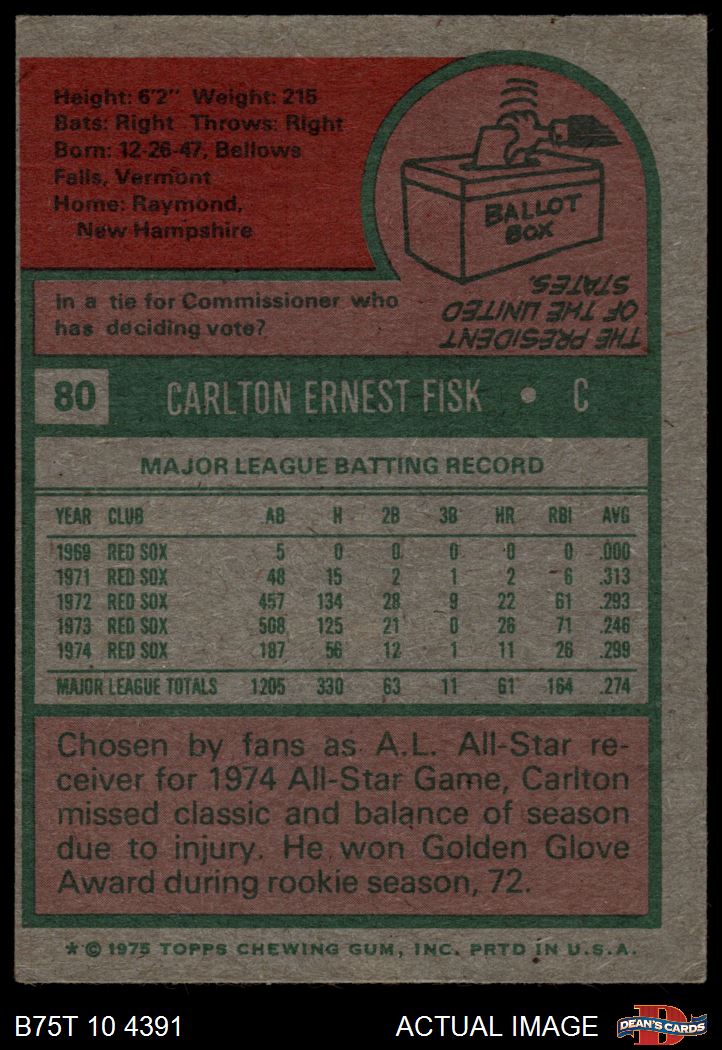 Height: 6'2" Weight: 215
Bats: Right Throws: Right
Born: 12-26-47, Bellows
Falls, Vermont
Home: Raymond,
New Hampshire
BALLOT
BOX
In a tie for Commissioner who
has deciding vote?
THE PRESIDENT
OF THE UNITED
STATES.
80 CARLTON ERNEST FISK • C
MAJOR LEAGUE BATTING RECORD
YEAR CLUB AB H 2B 3B HR RBI AVG
1969 RED SOX 5 0 0 0 0 0 .000
1971 RED SOX 48 15 2 1 2 6 .313
1972 RED SOX 457 134 28 9 22 61 .293
1973 RED SOX 508 125 21 0 26 71 .246
1974 RED SOX 187 56 12 1 11 26 .299
MAJOR LEAGUE TOTALS 1205 330 63 11 61 164 .274
Chosen by fans as A.L. All-Star re-
ceiver for 1974 All-Star Game, Carlton
missed classic and balance of season
due to injury. He won Golden Glove
Award during rookie season, 72.
* © 1975 TOPPS CHEWING GUM, INC. PRTD IN U.S.A.
B75T 10 4391 ACTUAL IMAGE D DEAN'S CARDS